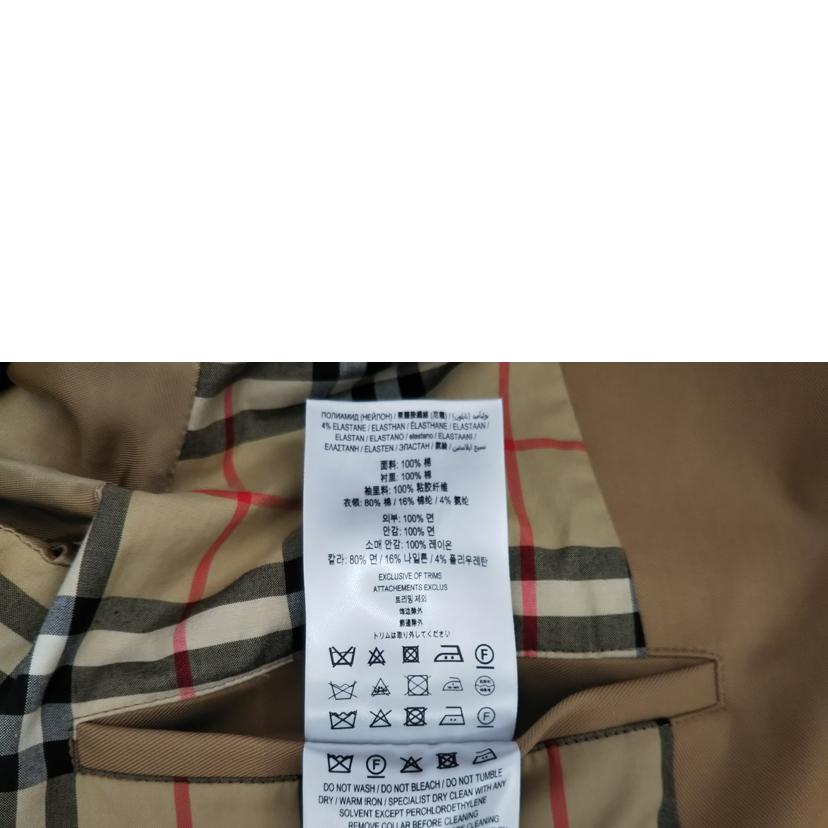 ПОЛИАМИД (НЕЙЛОН) / 聚醯胺纖維 (尼龍) / بوليأميد (نايلون)
4% ELASTANE / ELASTHAN / ÉLASTHANNE / ELASTAAN /
ELASTAN / ELASTANO / elastano / ELASTAANI /
ΕΛΑΣΤΑΝΗ / ELASTEN / ЭЛАСТАН / 氨綸 / نسيج ايلاستين
面料: 100% 棉
衬里: 100% 棉
袖里料: 100% 粘胶纤维
衣领: 80% 棉 / 16% 锦纶 / 4% 氨纶
외부: 100% 면
안감: 100% 면
소매 안감: 100% 레이온
칼라: 80% 면 / 16% 나일론 / 4% 폴리우레탄
EXCLUSIVE OF TRIMS
ATTACHEMENTS EXCLUS
트리밍 제외
饰边除外
飾邊除外
トリムは取り外してください
F
F
F
DO NOT WASH / DO NOT BLEACH / DO NOT TUMBLE
DRY / WARM IRON / SPECIALIST DRY CLEAN WITH ANY
SOLVENT EXCEPT PERCHLOROETHYLENE
REMOVE COLLAR BEFORE CLEANING